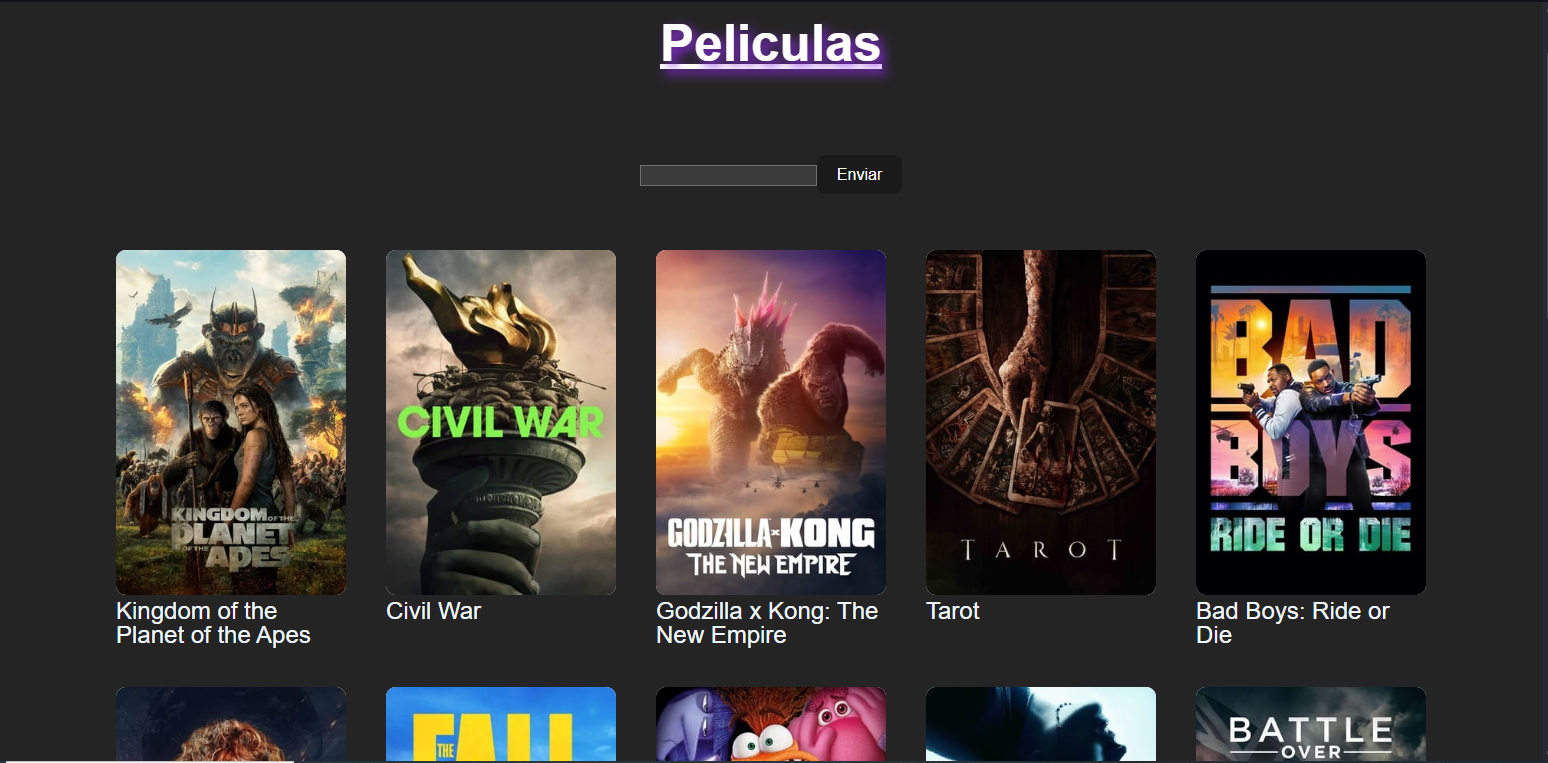 Peliculas
Enviar
KINGDOM OF THE
PLANET
OF THE APES
CIVIL WAR
GODZILLA x KONG
THE NEW EMPIRE
TAROT
BAD
BOYS
RIDE OR DIE
Kingdom of the
Planet of the Apes
Civil War
Godzilla x Kong: The
New Empire
Tarot
Bad Boys: Ride or
Die
THE
FALL
BATTLE
OVER